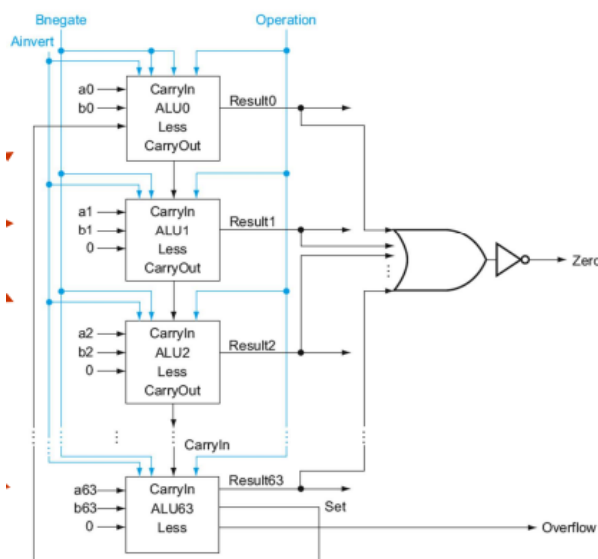 Bnegate
Operation
Ainvert
a0
b0
CarryIn
ALU0
Less
CarryOut
Result0
a1
b1
0
CarryIn
ALU1
Less
CarryOut
Result1
Zero
a2
b2
0
CarryIn
ALU2
Less
CarryOut
Result2
CarryIn
a63
b63
0
CarryIn
ALU63
Less
Result63
Set
Overflow